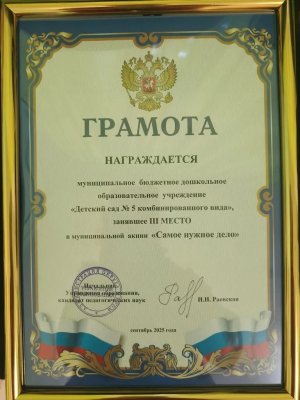 ГРАМОТА
НАГРАЖДАЕТСЯ
муниципальное бюджетное дошкольное
образовательное учреждение
«Детский сад № 5 комбинированного вида»,
занявшее III МЕСТО
в муниципальной акции «Самое нужное дело»
Начальник
Управления образования,
кандидат педагогических наук
И.Н. Раевская
сентябрь 2025 года